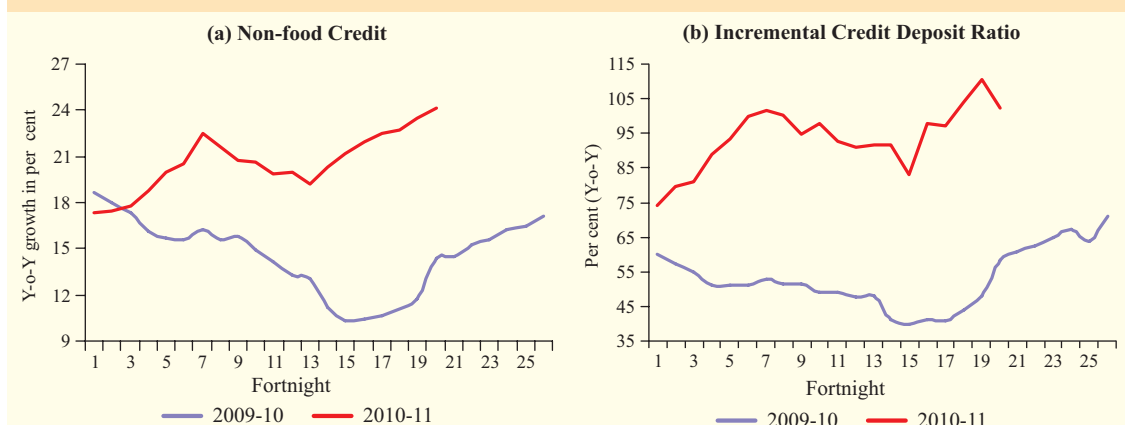 (a) Non-food Credit
Y-o-Y growth in per cent
27
24
21
18
15
12
9
1 3 5 7 9 11 13 15 17 19 21 23 25
Fortnight
2009-10 2010-11
(b) Incremental Credit Deposit Ratio
Per cent (Y-o-Y)
115
105
95
85
75
65
55
45
35
1 3 5 7 9 11 13 15 17 19 21 23 25
Fortnight
2009-10 2010-11